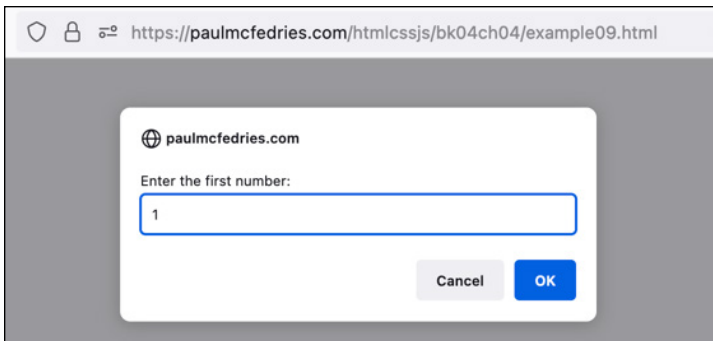 https://paulmcfedries.com/htmlcssjs/bk04ch04/example09.html
paulmcfedries.com
Enter the first number:
1
Cancel OK